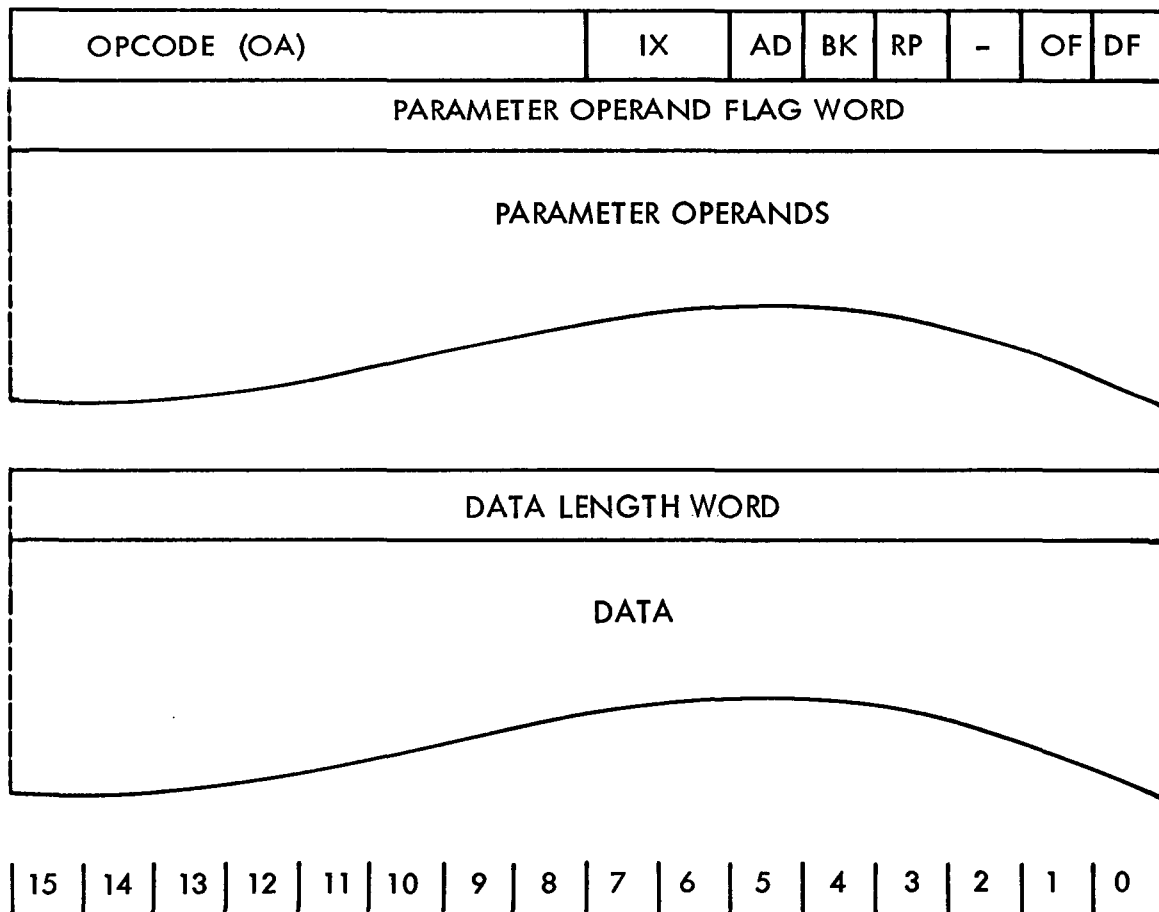 OPCODE (OA) IX AD BK RP - OF DF
PARAMETER OPERAND FLAG WORD
PARAMETER OPERANDS
DATA LENGTH WORD
DATA
15 14 13 12 11 10 9 8 7 6 5 4 3 2 1 0